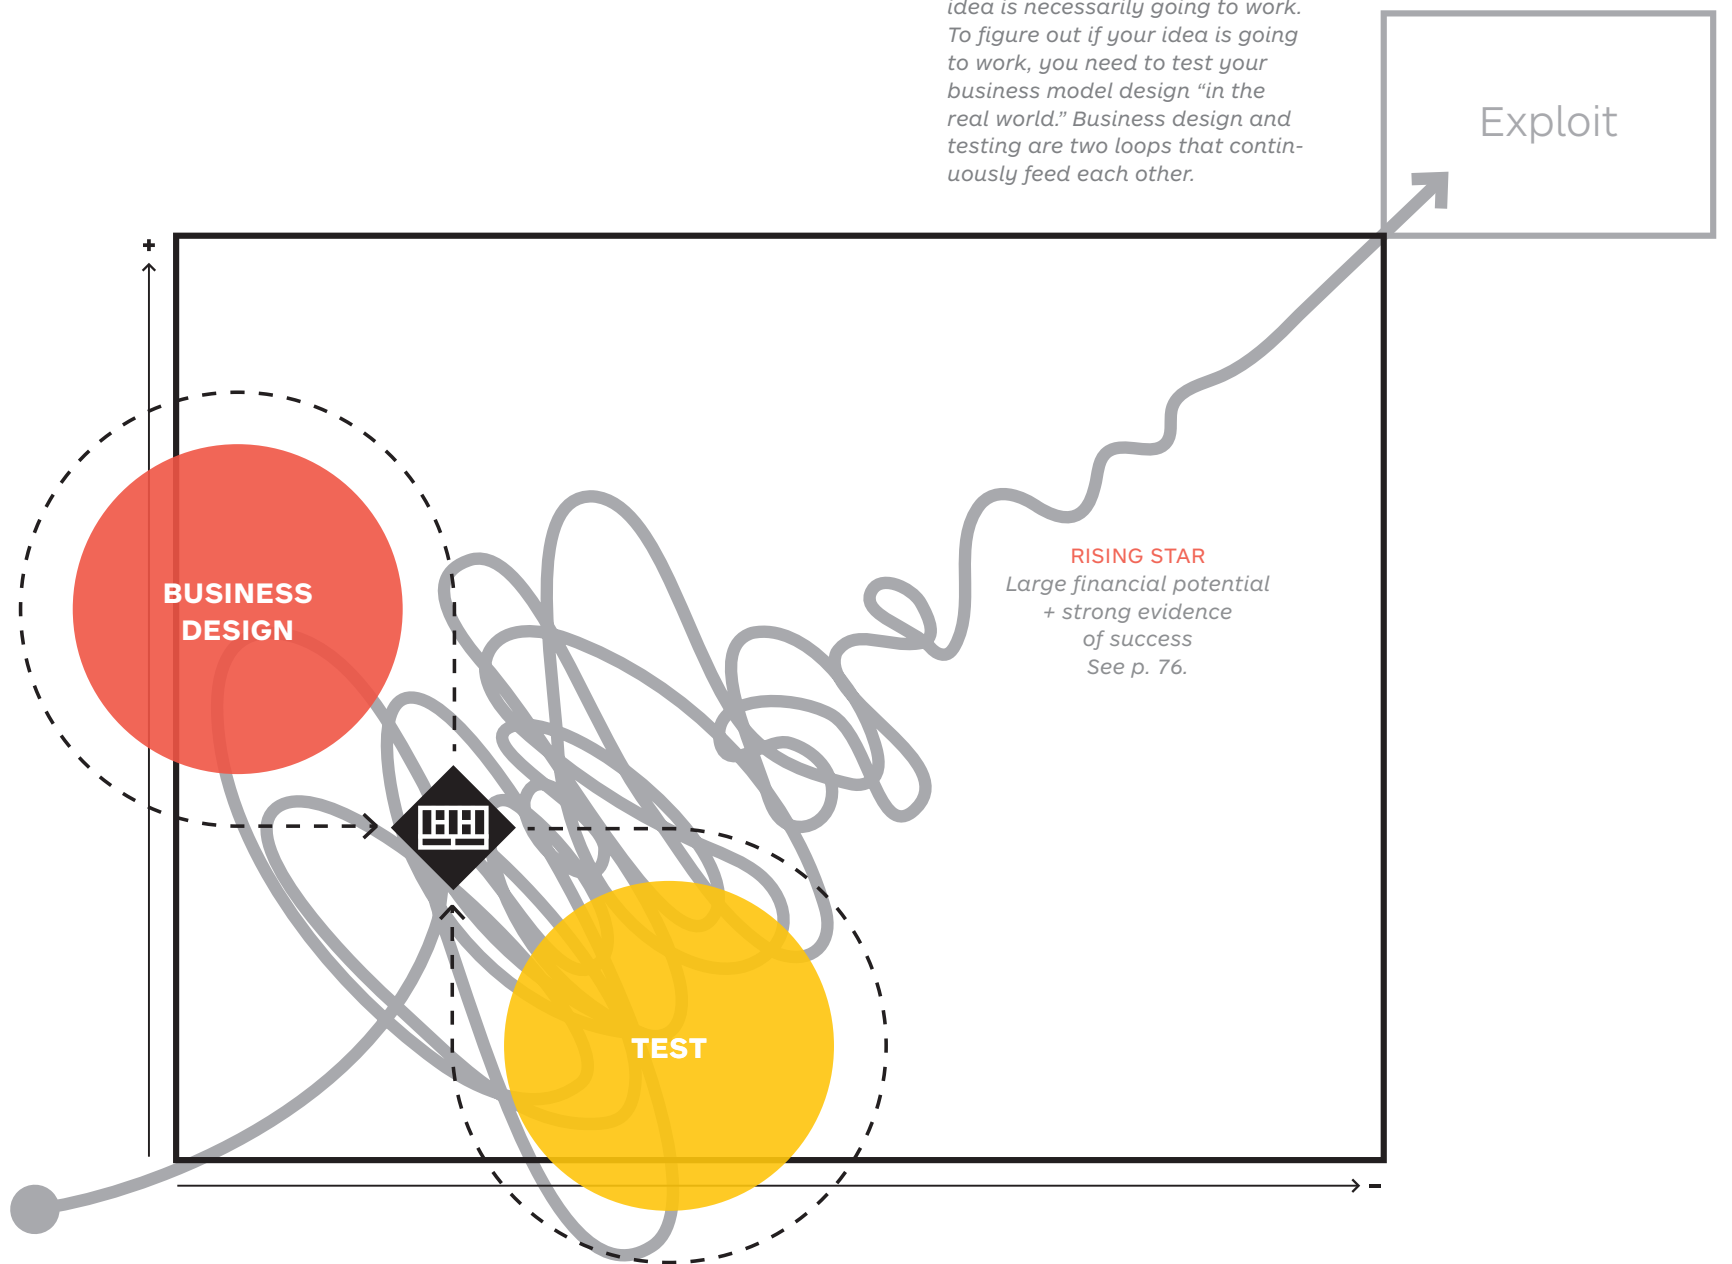 idea is necessarily going to work.
To figure out if your idea is going
to work, you need to test your
business model design “in the
real world.” Business design and
testing are two loops that contin-
uously feed each other.
Exploit
+
BUSINESS
DESIGN
RISING STAR
Large financial potential
+ strong evidence
of success
See p. 76.
TEST
-